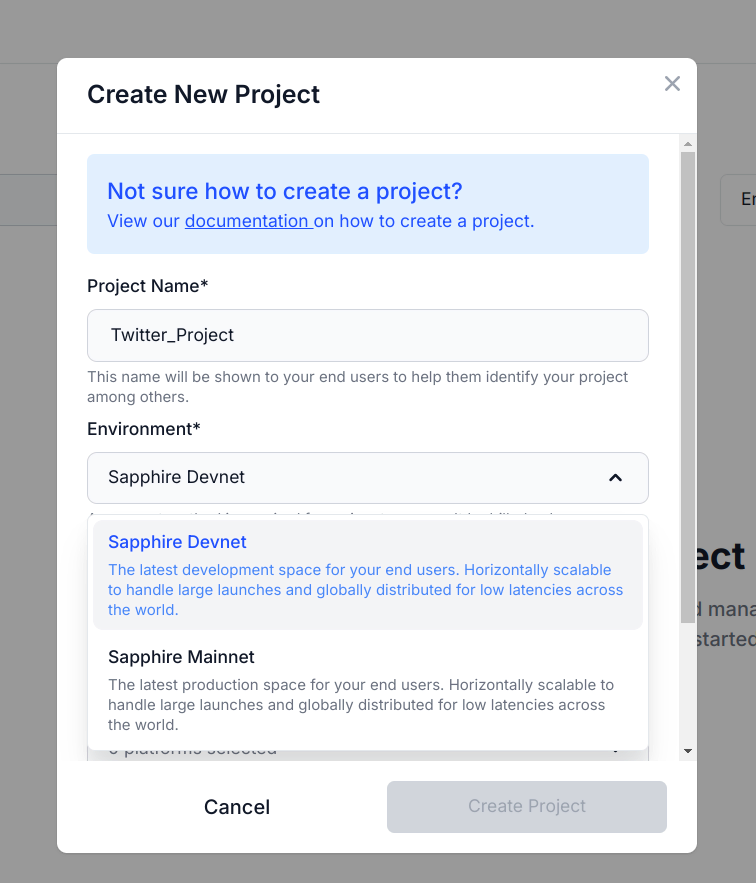 Create New Project
Not sure how to create a project?
View our documentation on how to create a project.
Project Name*
Twitter_Project
This name will be shown to your end users to help them identify your project
among others.
Environment*
Sapphire Devnet
Sapphire Devnet
The latest development space for your end users. Horizontally scalable
to handle large launches and globally distributed for low latencies across
the world.
Sapphire Mainnet
The latest production space for your end users. Horizontally scalable to
handle large launches and globally distributed for low latencies across
the world.
platforms selected
Cancel
Create Project
En
ect
d mana
started